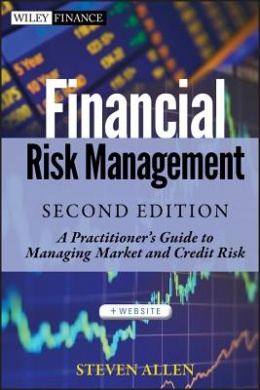 WILEY FINANCE
Financial
Risk Management
SECOND EDITION
A Practitioner's Guide to
Managing Market and Credit Risk
+ WEBSITE
STEVEN ALLEN